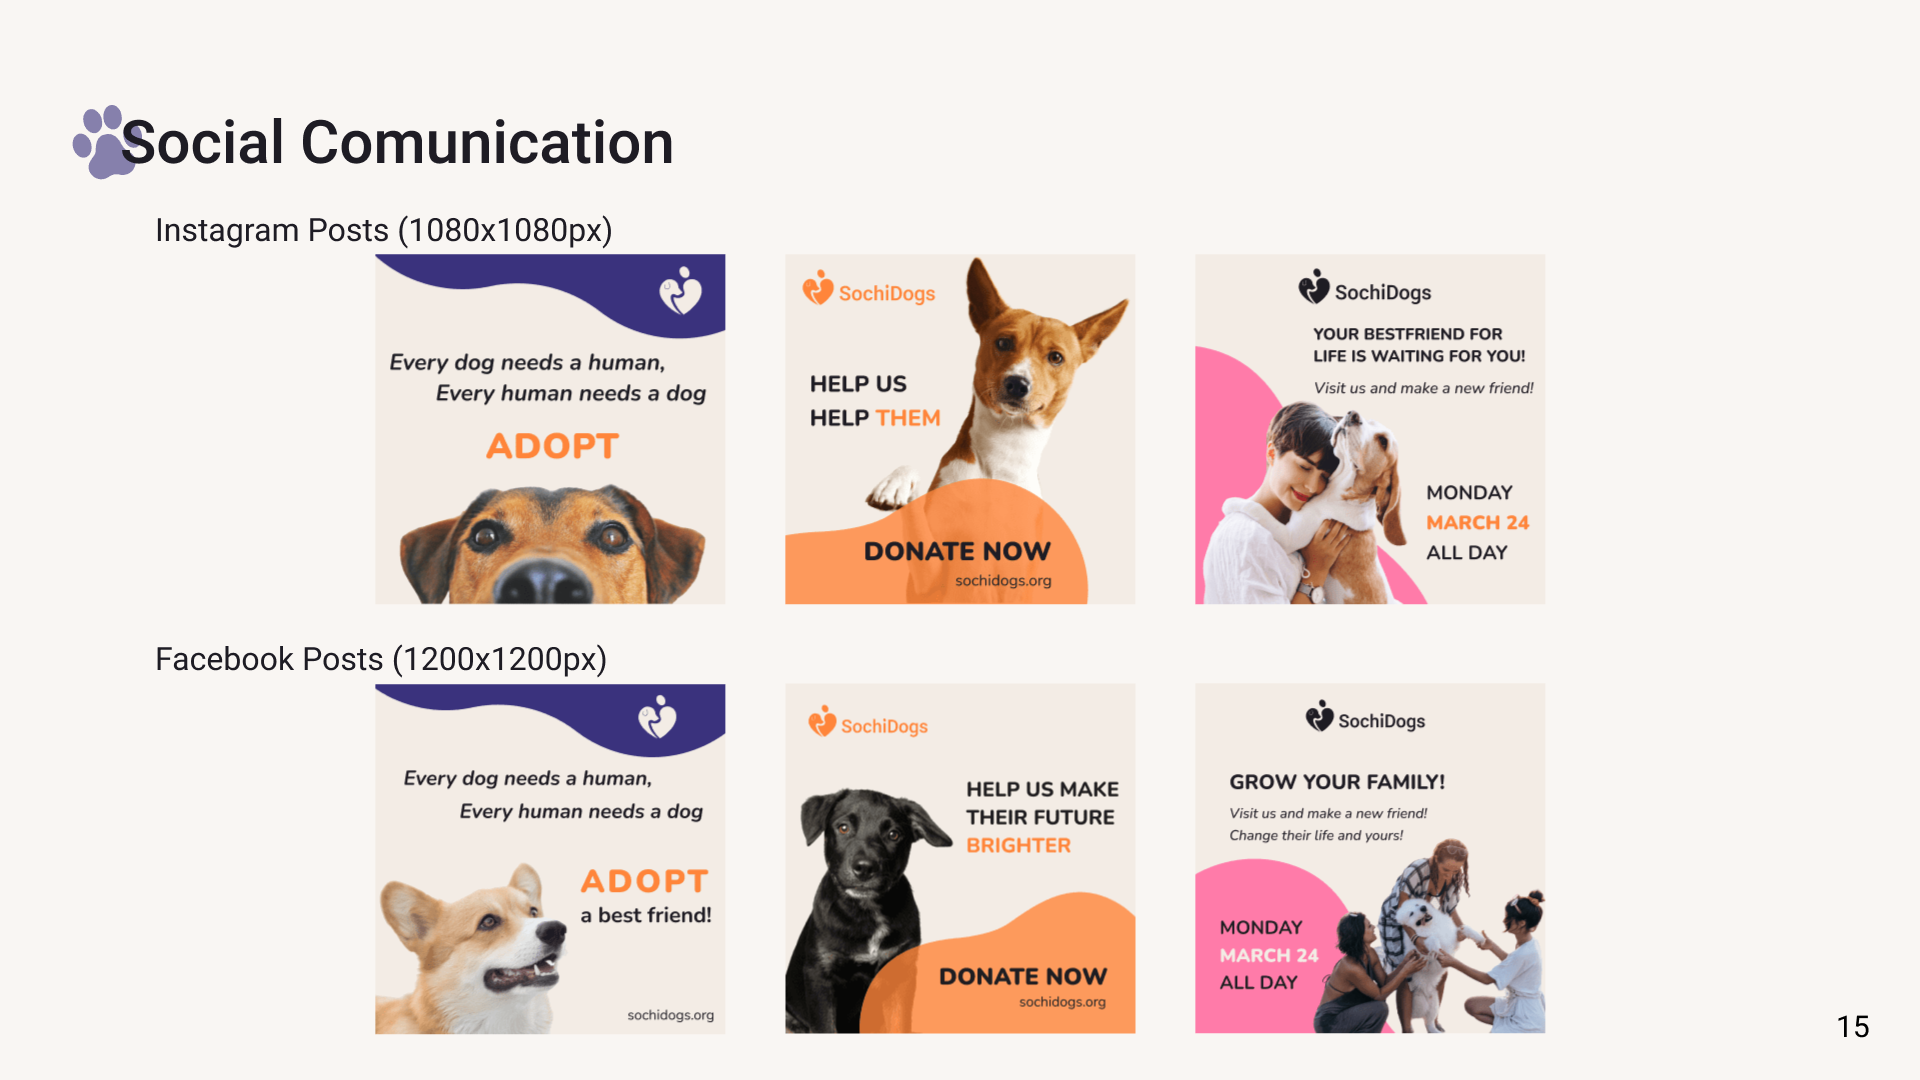 Social Comunication
Instagram Posts (1080x1080px)
Every dog needs a human,
Every human needs a dog
ADOPT
SochiDogs
HELP US
HELP THEM
DONATE NOW
sochidogs.org
SochiDogs
YOUR BESTFRIEND FOR
LIFE IS WAITING FOR YOU!
Visit us and make a new friend!
MONDAY
MARCH 24
ALL DAY
Facebook Posts (1200x1200px)
Every dog needs a human,
Every human needs a dog
ADOPT
a best friend!
sochidogs.org
SochiDogs
HELP US MAKE
THEIR FUTURE
BRIGHTER
DONATE NOW
sochidogs.org
SochiDogs
GROW YOUR FAMILY!
Visit us and make a new friend!
Change their life and yours!
MONDAY
MARCH 24
ALL DAY
15